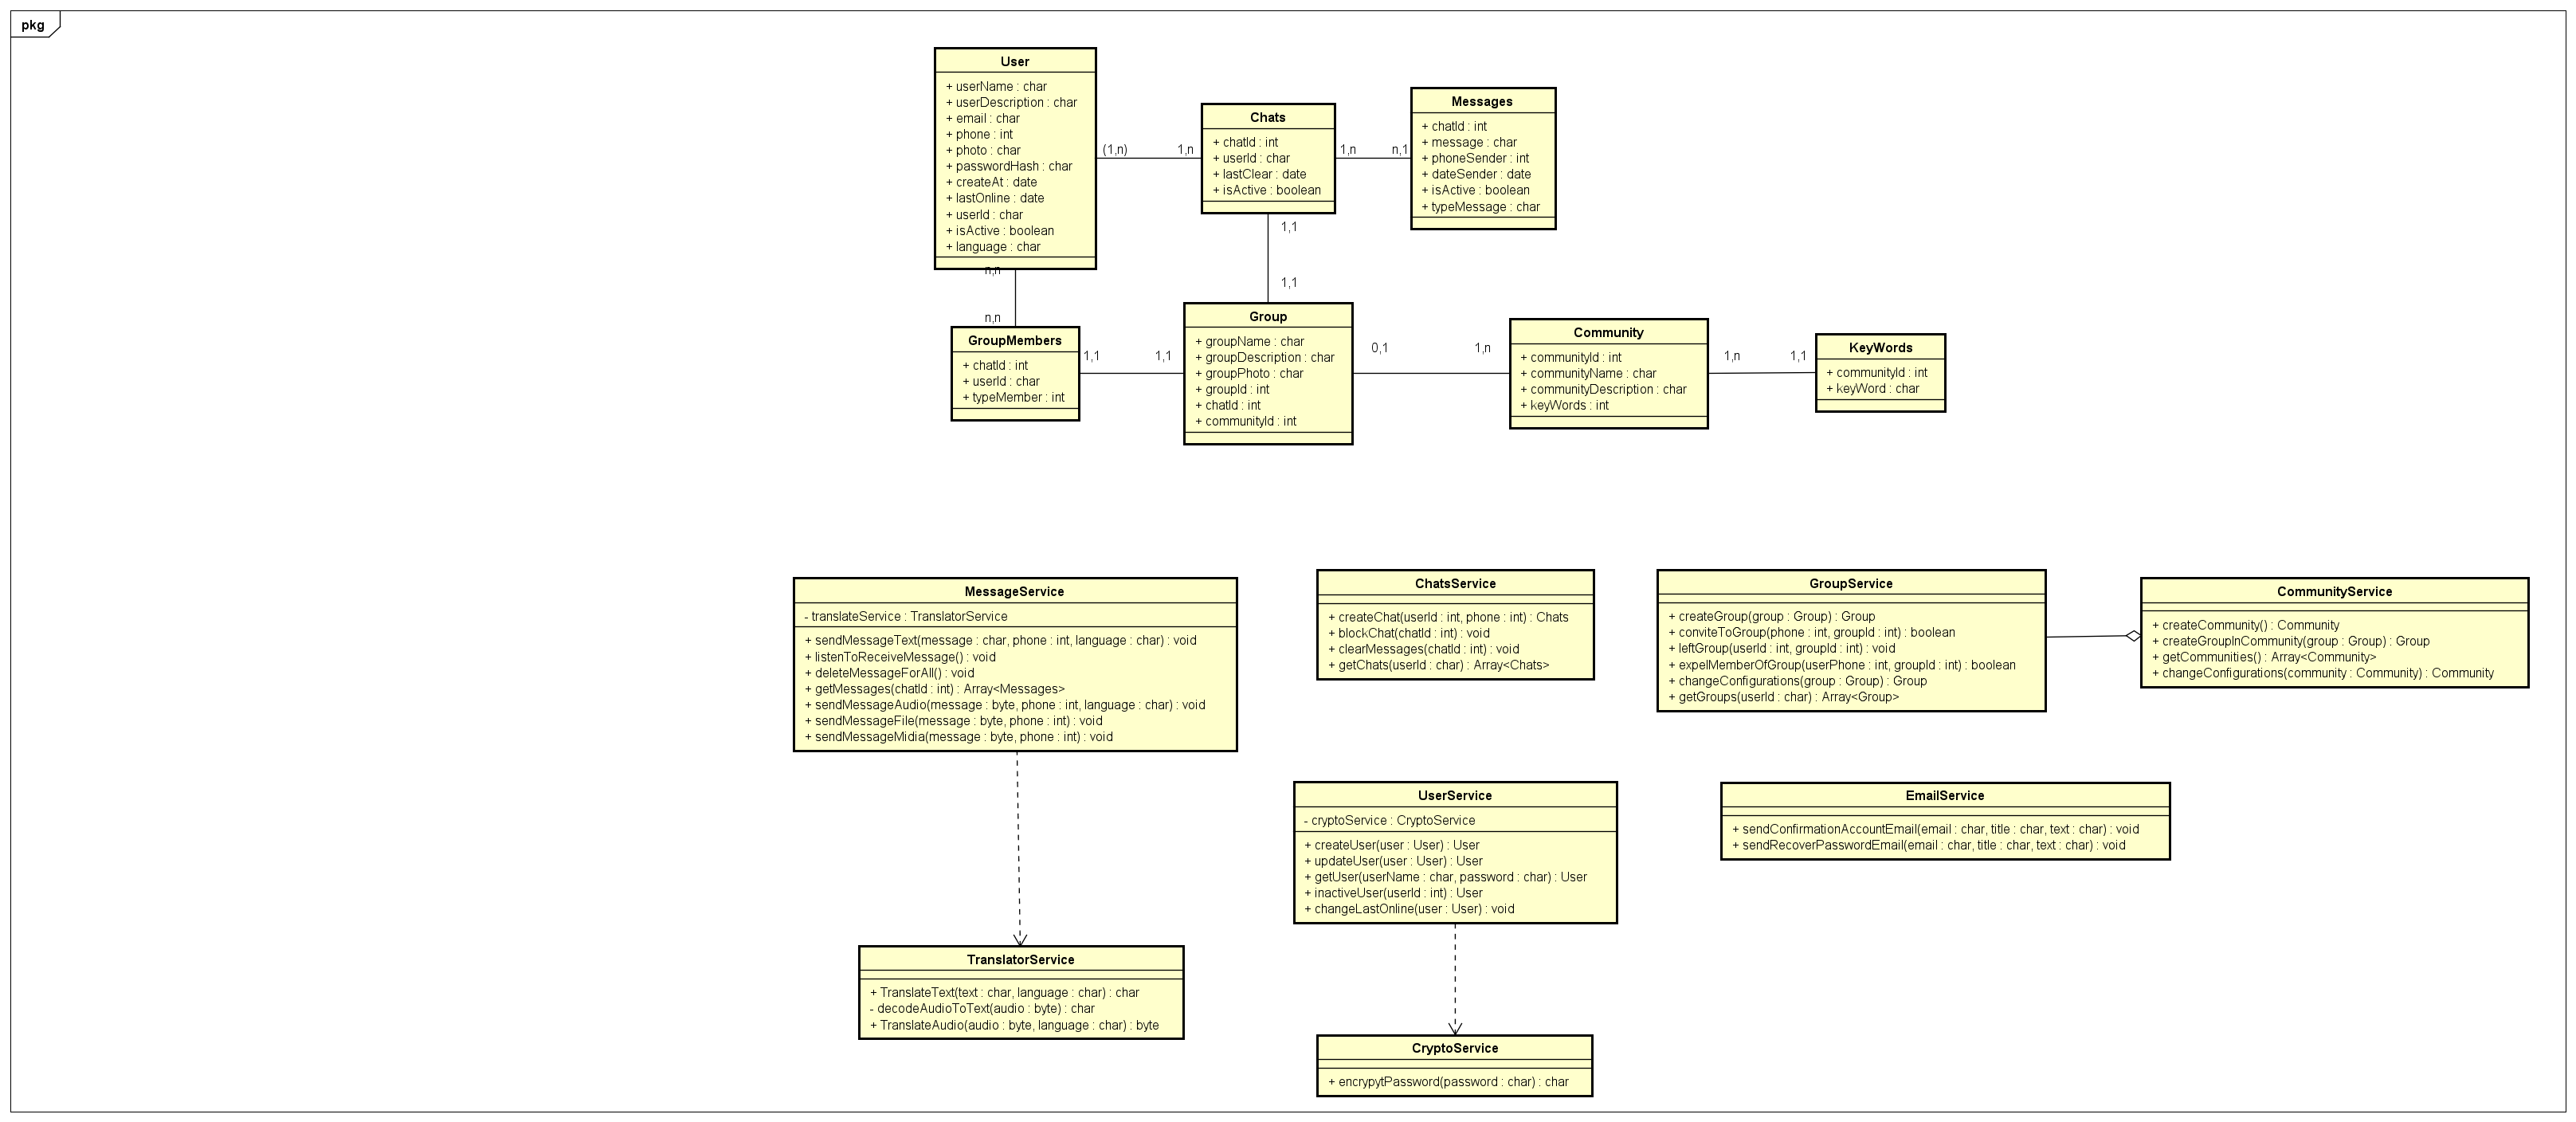 pkg
User
+ userName : char
+ userDescription : char
+ email : char
+ phone : int
+ photo : char
+ passwordHash : char
+ createAt : date
+ lastOnline : date
+ userId : char
+ isActive : boolean
+ language : char
(1,n)
1,n
Chats
+ chatId : int
+ userId : char
+ lastClear : date
+ isActive : boolean
1,n
n,1
Messages
+ chatId : int
+ message : char
+ phoneSender : int
+ dateSender : date
+ isActive : boolean
+ typeMessage : char
1,1
1,1
n,n
n,n
GroupMembers
+ chatId : int
+ userId : char
+ typeMember : int
1,1
1,1
Group
+ groupName : char
+ groupDescription : char
+ groupPhoto : char
+ groupId : int
+ chatId : int
+ communityId : int
0,1
1,n
Community
+ communityId : int
+ communityName : char
+ communityDescription : char
+ keyWords : int
1,n
1,1
KeyWords
+ communityId : int
+ keyWord : char
MessageService
- translateService : TranslatorService
+ sendMessageText(message : char, phone : int, language : char) : void
+ listenToReceiveMessage() : void
+ deleteMessageForAll() : void
+ getMessages(chatId : int) : Array<Messages>
+ sendMessageAudio(message : byte, phone : int, language : char) : void
+ sendMessageFile(message : byte, phone : int) : void
+ sendMessageMidia(message : byte, phone : int) : void
ChatsService
+ createChat(userId : int, phone : int) : Chats
+ blockChat(chatId : int) : void
+ clearMessages(chatId : int) : void
+ getChats(userId : char) : Array<Chats>
GroupService
+ createGroup(group : Group) : Group
+ conviteToGroup(phone : int, groupId : int) : boolean
+ leftGroup(userId : int, groupId : int) : void
+ expelMemberOfGroup(userPhone : int, groupId : int) : boolean
+ changeConfigurations(group : Group) : Group
+ getGroups(userId : char) : Array<Group>
CommunityService
+ createCommunity() : Community
+ createGroupInCommunity(group : Group) : Group
+ getCommunities() : Array<Community>
+ changeConfigurations(community : Community) : Community
UserService
- cryptoService : CryptoService
+ createUser(user : User) : User
+ updateUser(user : User) : User
+ getUser(userName : char, password : char) : User
+ inactiveUser(userId : int) : User
+ changeLastOnline(user : User) : void
EmailService
+ sendConfirmationAccountEmail(email : char, title : char, text : char) : void
+ sendRecoverPasswordEmail(email : char, title : char, text : char) : void
TranslatorService
+ TranslateText(text : char, language : char) : char
- decodeAudioToText(audio : byte) : char
+ TranslateAudio(audio : byte, language : char) : byte
CryptoService
+ encrypytPassword(password : char) : char